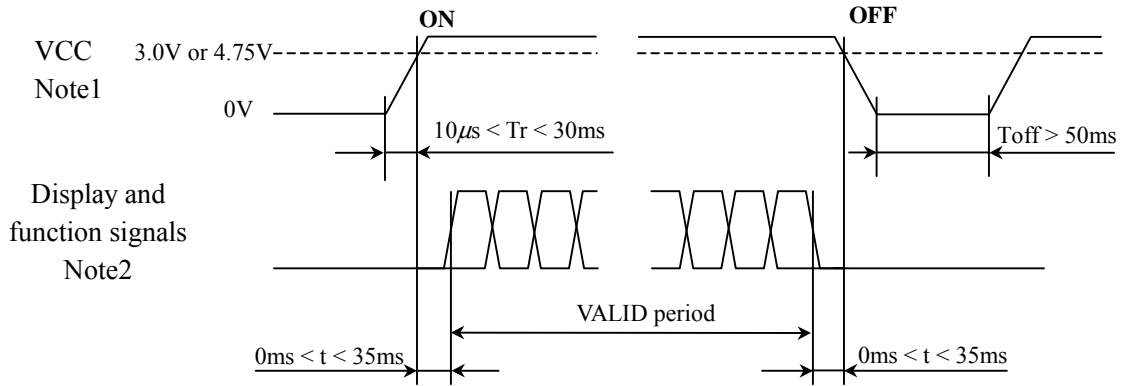 ON
OFF
VCC
Note1
3.0V or 4.75V
0V
10μs < Tr < 30ms
Toff > 50ms
Display and
function signals
Note2
VALID period
0ms < t < 35ms
0ms < t < 35ms